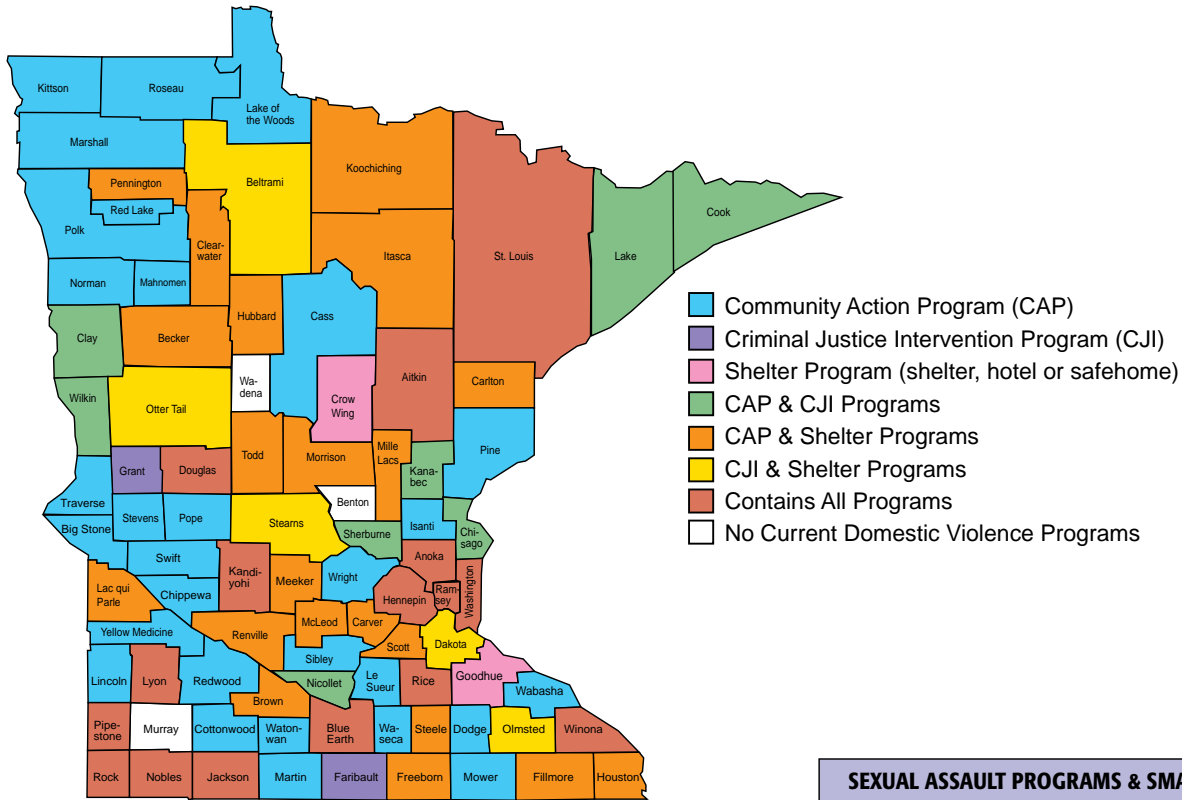 Kittson
Roseau
Lake of
the Woods
Marshall
Koochiching
Pennington
Beltrami
Red Lake
Polk
Clear-
water
Itasca
St. Louis
Lake
Cook
Norman
Mahnomen
Hubbard
Cass
Clay
Becker
Wa-
dena
Crow
Wing
Aitkin
Carlton
Wilkin
Otter Tail
Todd
Morrison
Mille
Lacs
Kana-
bec
Pine
Grant
Douglas
Benton
Traverse
Stevens
Pope
Stearns
Sherburne
Isanti
Chi-
sago
Big Stone
Swift
Kandi-
yohi
Meeker
Wright
Anoka
Hennepin
Ram-
sey
Washington
Lac qui
Parle
Chippewa
Renville
McLeod
Carver
Scott
Dakota
Yellow Medicine
Sibley
Lincoln
Lyon
Redwood
Brown
Nicollet
Le
Sueur
Rice
Goodhue
Wabasha
Pipe-
stone
Murray
Cottonwood
Waton-
wan
Blue
Earth
Wa-
seca
Steele
Dodge
Olmsted
Winona
Rock
Nobles
Jackson
Martin
Faribault
Freeborn
Mower
Fillmore
Houston
Community Action Program (CAP)
Criminal Justice Intervention Program (CJI)
Shelter Program (shelter, hotel or safehome)
CAP & CJI Programs
CAP & Shelter Programs
CJI & Shelter Programs
Contains All Programs
No Current Domestic Violence Programs
SEXUAL ASSAULT PROGRAMS & SMA